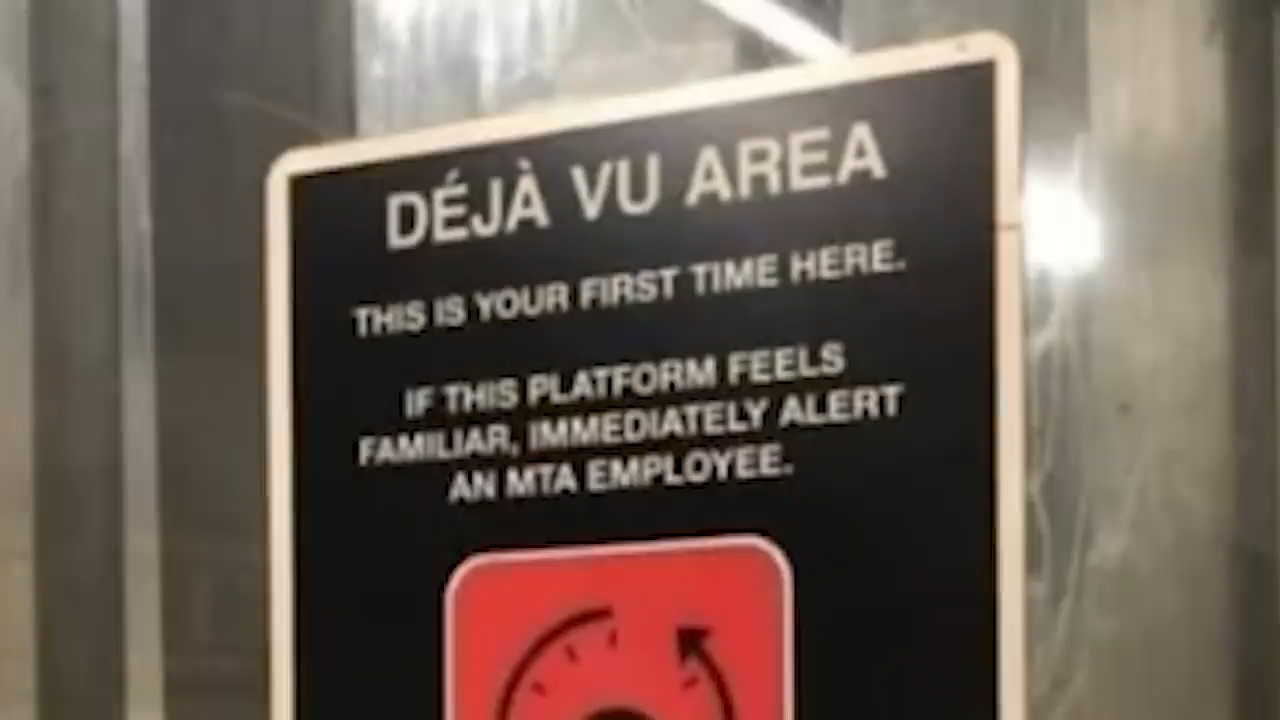 DÉJÀ VU AREA
THIS IS YOUR FIRST TIME HERE.
IF THIS PLATFORM FEELS
FAMILIAR, IMMEDIATELY ALERT
AN MTA EMPLOYEE.